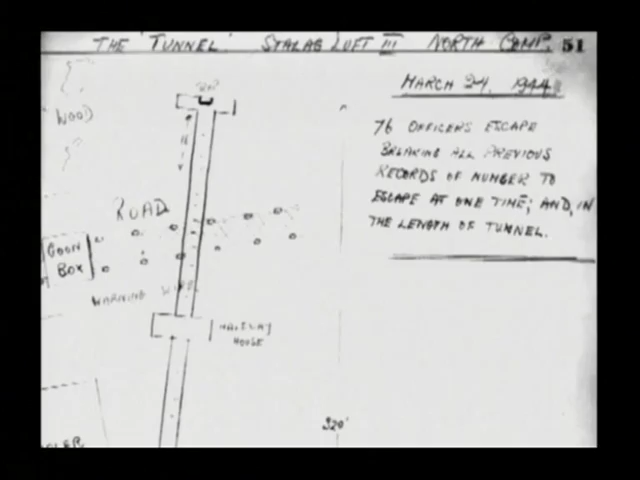 THE 'TUNNEL'. STALAG LUFT III NORTH CAMP. 51
MARCH 24, 1944
76 OFFICERS ESCAPE
BREAKING ALL PREVIOUS
RECORDS OF NUMBER TO
ESCAPE AT ONE TIME; AND, IN
THE LENGTH OF TUNNEL.
WOOD
ROAD
GOON
BOX
WARNING WIRE
HALFWAY
HOUSE
320'